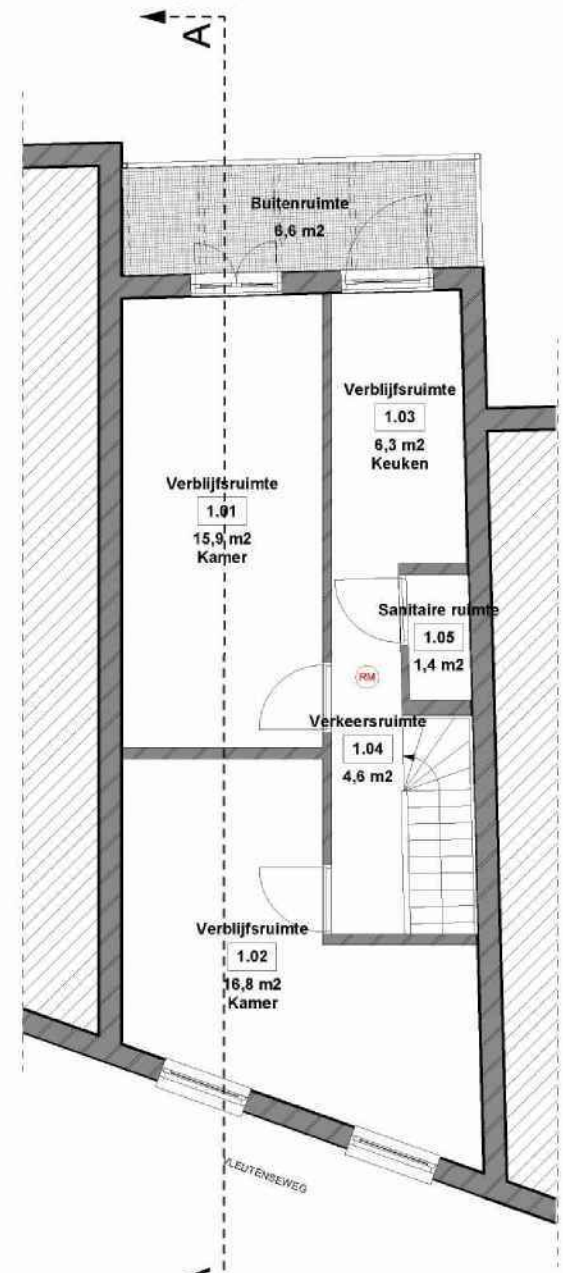 A
Buitenruimte
6,6 m2
Verblijfsruimte
1.03
6,3 m2
Keuken
Verblijfsruimte
1.01
15,9 m2
Kamer
Sanitaire ruimte
1.05
1,4 m2
RM
Verkeersruimte
1.04
4,6 m2
Verblijfsruimte
1.02
16,8 m2
Kamer
VLEUTENSEWEG